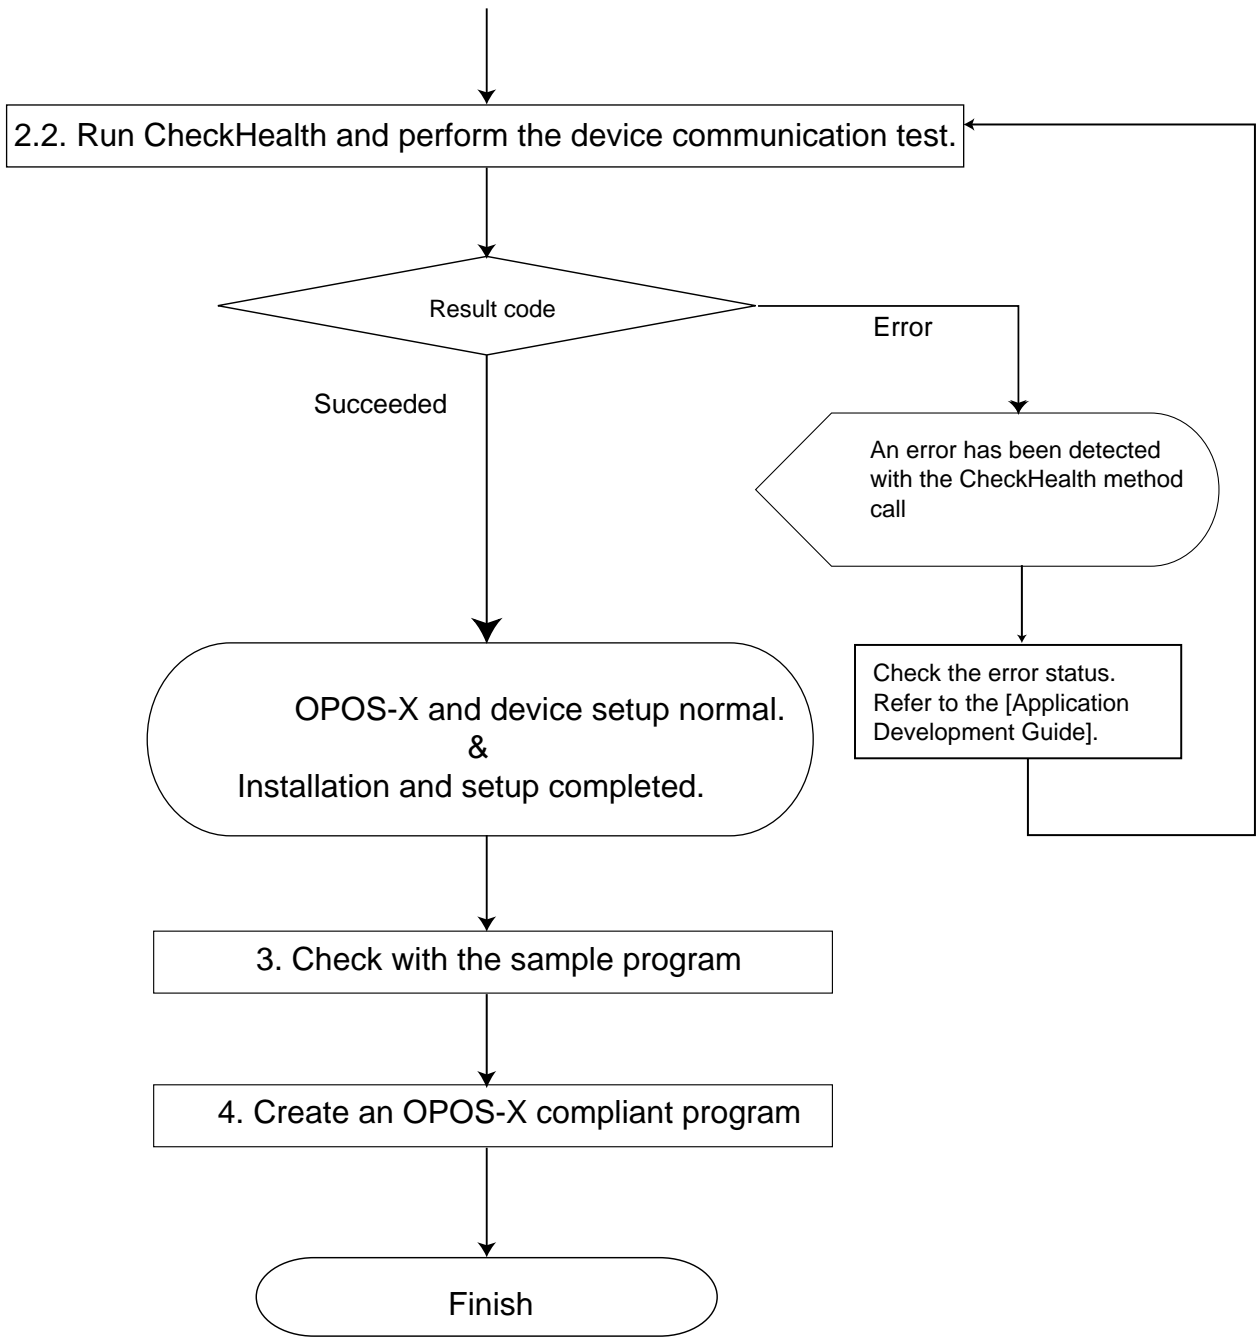 2.2. Run CheckHealth and perform the device communication test.
Result code
Error
Succeeded
An error has been detected
with the CheckHealth method
call
Check the error status.
Refer to the [Application
Development Guide].
OPOS-X and device setup normal.
&
Installation and setup completed.
3. Check with the sample program
4. Create an OPOS-X compliant program
Finish